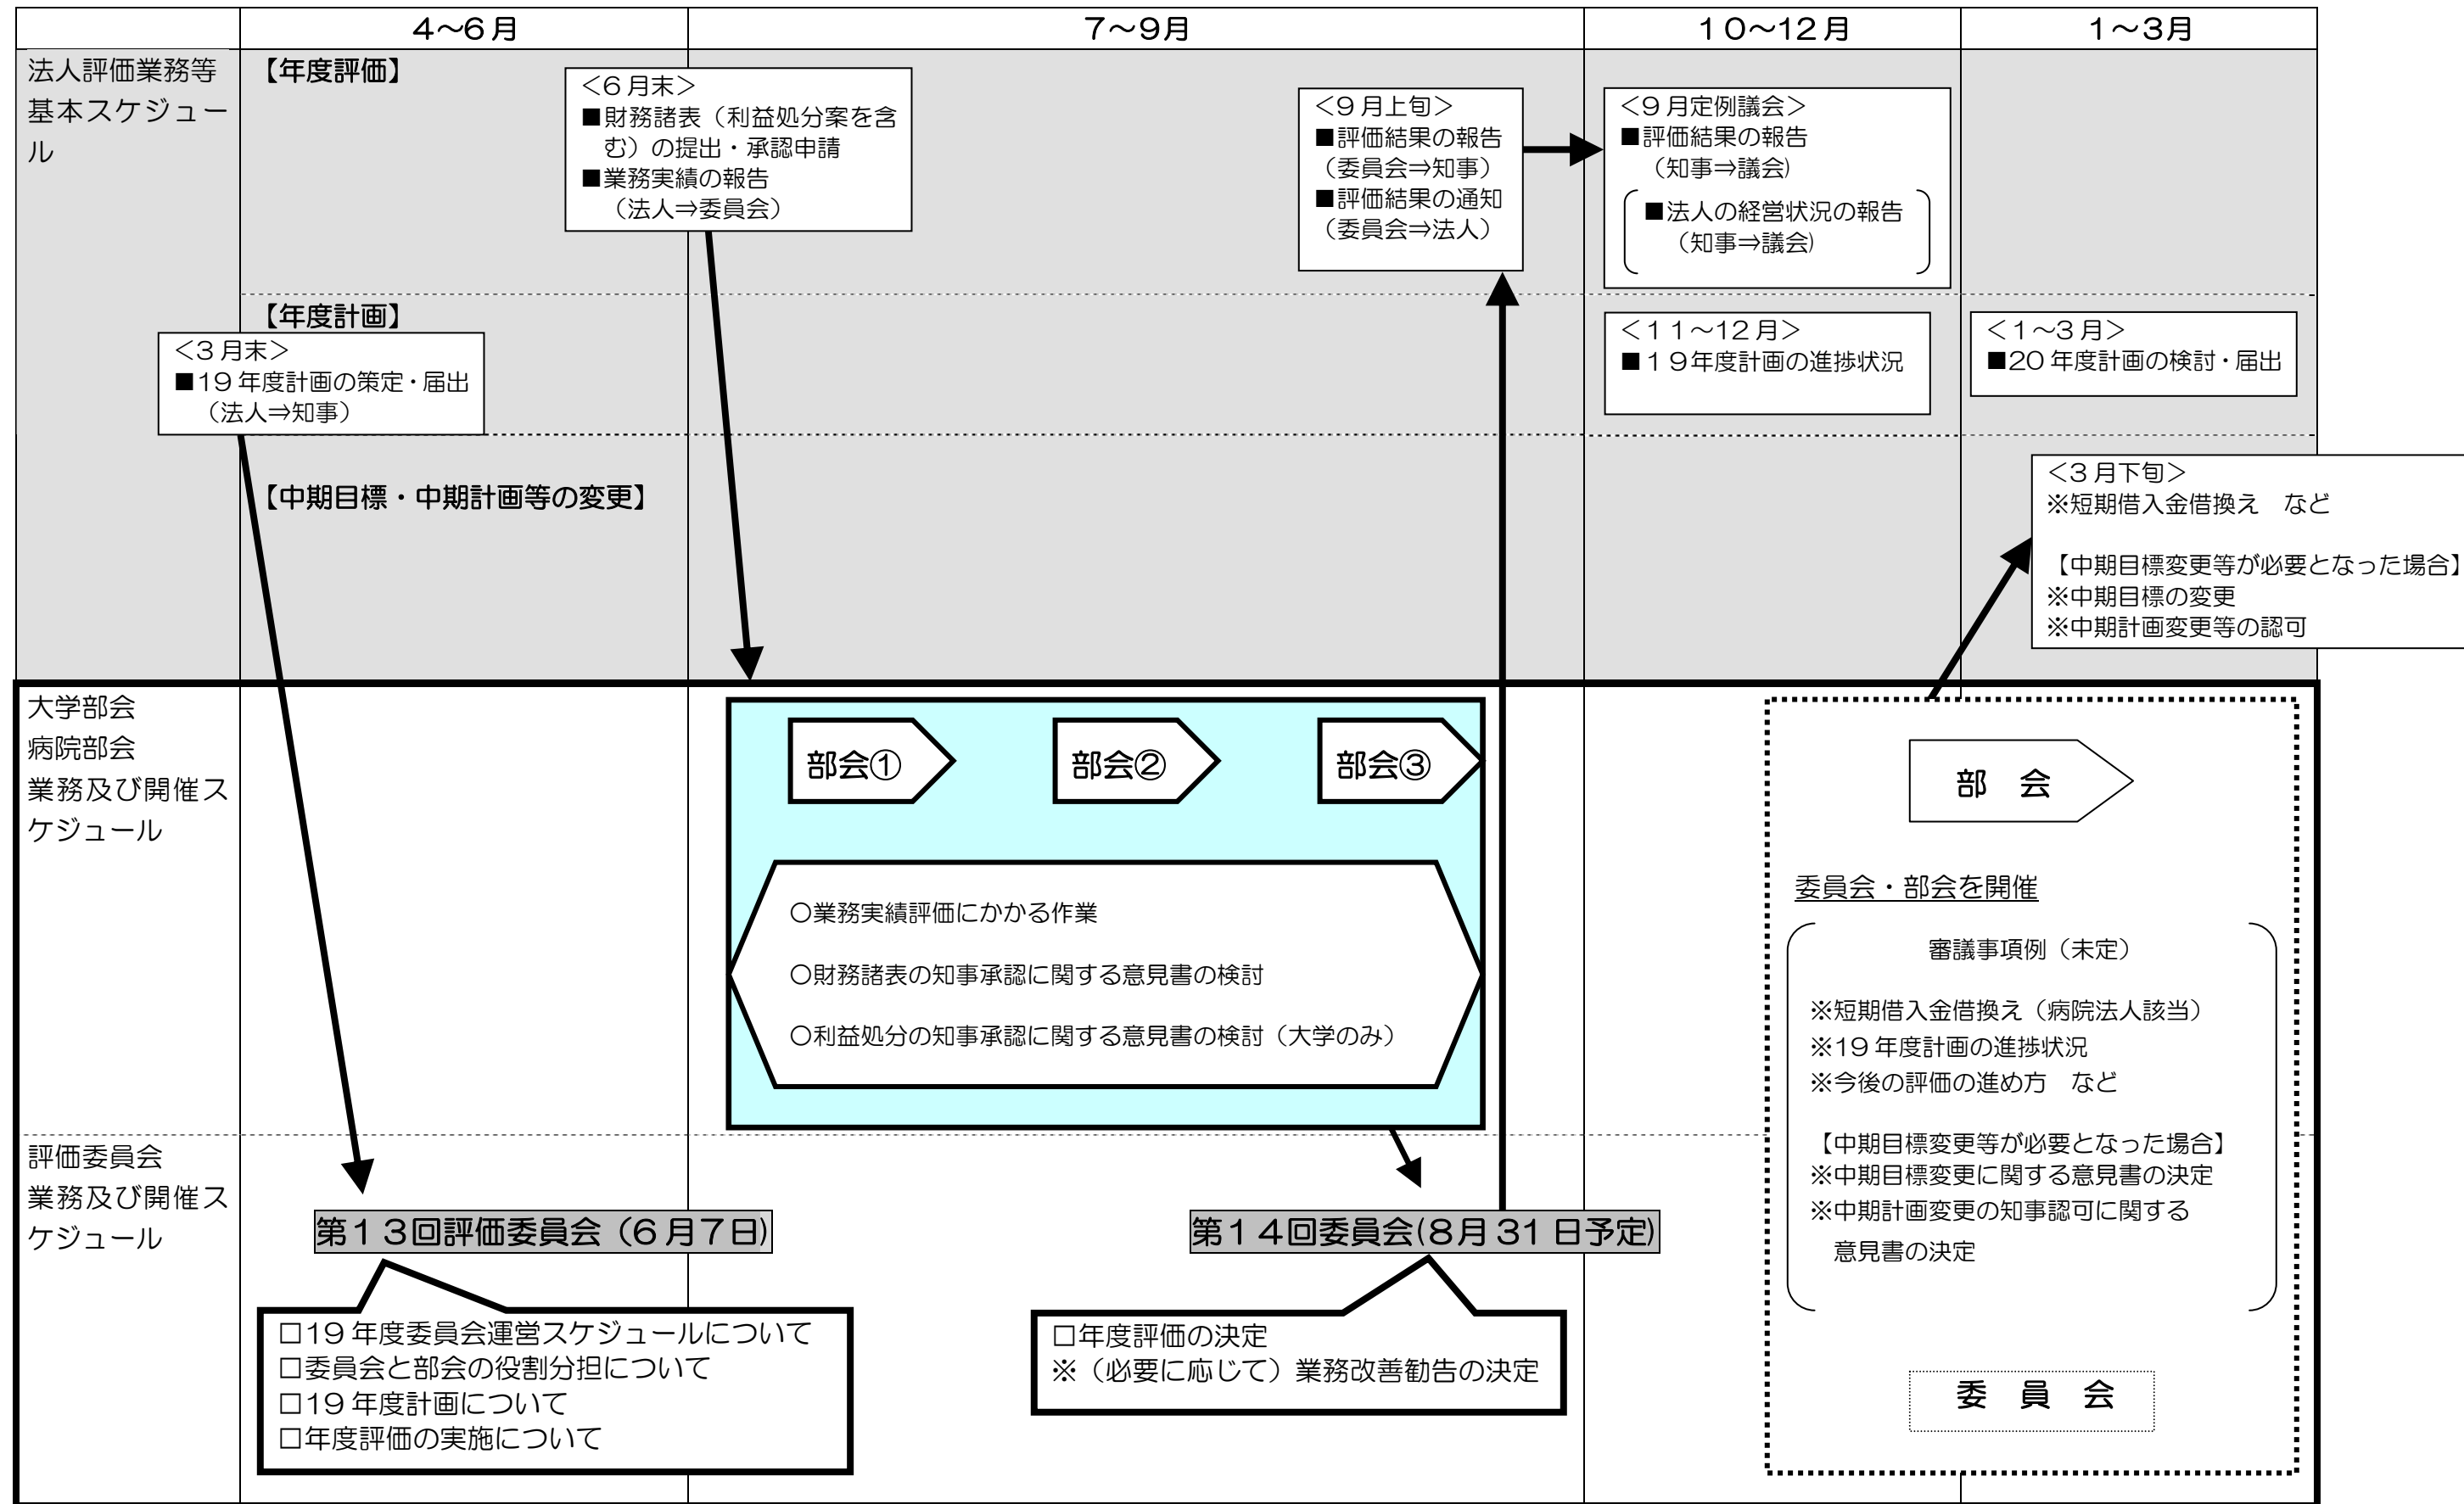 4～6月
7～9月
１０～12月
1～3月
法人評価業務等
基本スケジュー
ル
【年度評価】
＜6月末＞
■財務諸表（利益処分案を含
む）の提出・承認申請
■業務実績の報告
（法人⇒委員会）
＜9月上旬＞
■評価結果の報告
（委員会⇒知事）
■評価結果の通知
（委員会⇒法人）
＜9月定例議会＞
■評価結果の報告
（知事⇒議会)
■法人の経営状況の報告
（知事⇒議会)
【年度計画】
＜3月末＞
■19年度計画の策定・届出
（法人⇒知事）
＜１１～12月＞
■１９年度計画の進捗状況
＜１～３月＞
■20年度計画の検討・届出
【中期目標・中期計画等の変更】
＜3月下旬＞
※短期借入金借換え　など
【中期目標変更等が必要となった場合】
※中期目標の変更
※中期計画変更等の認可
大学部会
病院部会
業務及び開催ス
ケジュール
部会①
部会②
部会③
○業務実績評価にかかる作業
○財務諸表の知事承認に関する意見書の検討
○利益処分の知事承認に関する意見書の検討（大学のみ）
部　会
委員会・部会を開催
審議事項例（未定）
※短期借入金借換え（病院法人該当）
※19年度計画の進捗状況
※今後の評価の進め方　など
【中期目標変更等が必要となった場合】
※中期目標変更に関する意見書の決定
※中期計画変更の知事認可に関する
意見書の決定
委　員　会
評価委員会
業務及び開催ス
ケジュール
第１３回評価委員会（6月7日)
□19年度委員会運営スケジュールについて
□委員会と部会の役割分担について
□19年度計画について
□年度評価の実施について
第１４回委員会(8月31日予定)
□年度評価の決定
※（必要に応じて）業務改善勧告の決定